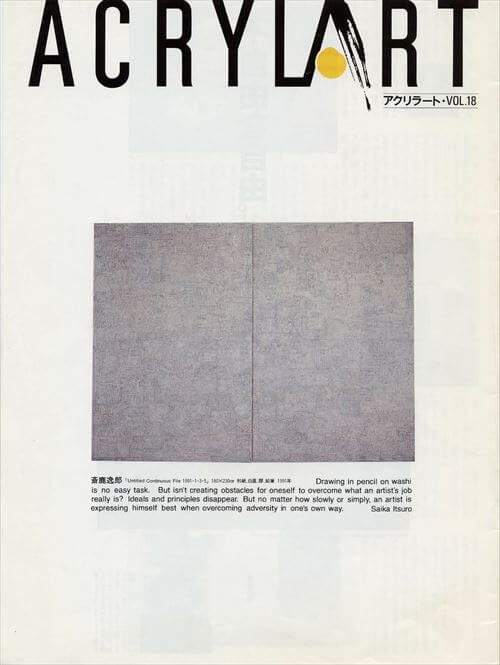 ACRYLART
アクリラート・VOL.18
斎鹿逸郎 「Untitled Continuous File 1991-1-3-5」 180×230cm 和紙,白亜,膠,鉛筆 1991年 Drawing in pencil on washi
is no easy task. But isn't creating obstacles for oneself to overcome what an artist's job
really is? Ideals and principles disappear. But no matter how slowly or simply, an artist is
expressing himself best when overcoming adversity in one's own way. Saika Itsuro